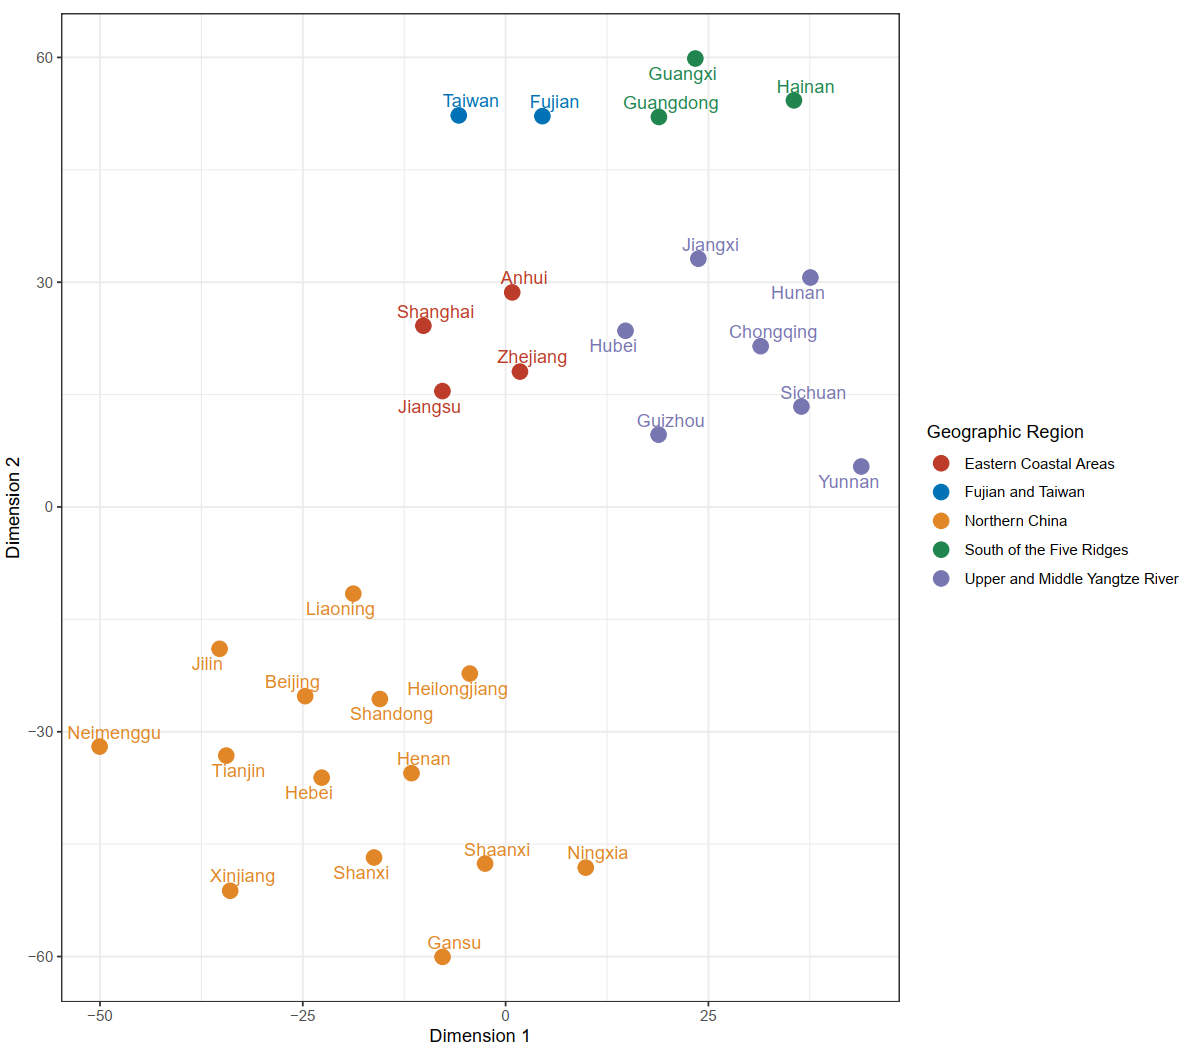 60
30
0
−30
−60
Dimension 2
Guangxi
Hainan
Taiwan
Fujian
Guangdong
Jiangxi
Anhui
Hunan
Shanghai
Chongqing
Hubei
Zhejiang
Sichuan
Jiangsu
Guizhou
Yunnan
Liaoning
Jilin
Beijing
Heilongjiang
Shandong
Neimenggu
Henan
Tianjin
Hebei
Shaanxi
Ningxia
Shanxi
Xinjiang
Gansu
−50
−25
0
25
Dimension 1
Geographic Region
Eastern Coastal Areas
Fujian and Taiwan
Northern China
South of the Five Ridges
Upper and Middle Yangtze River